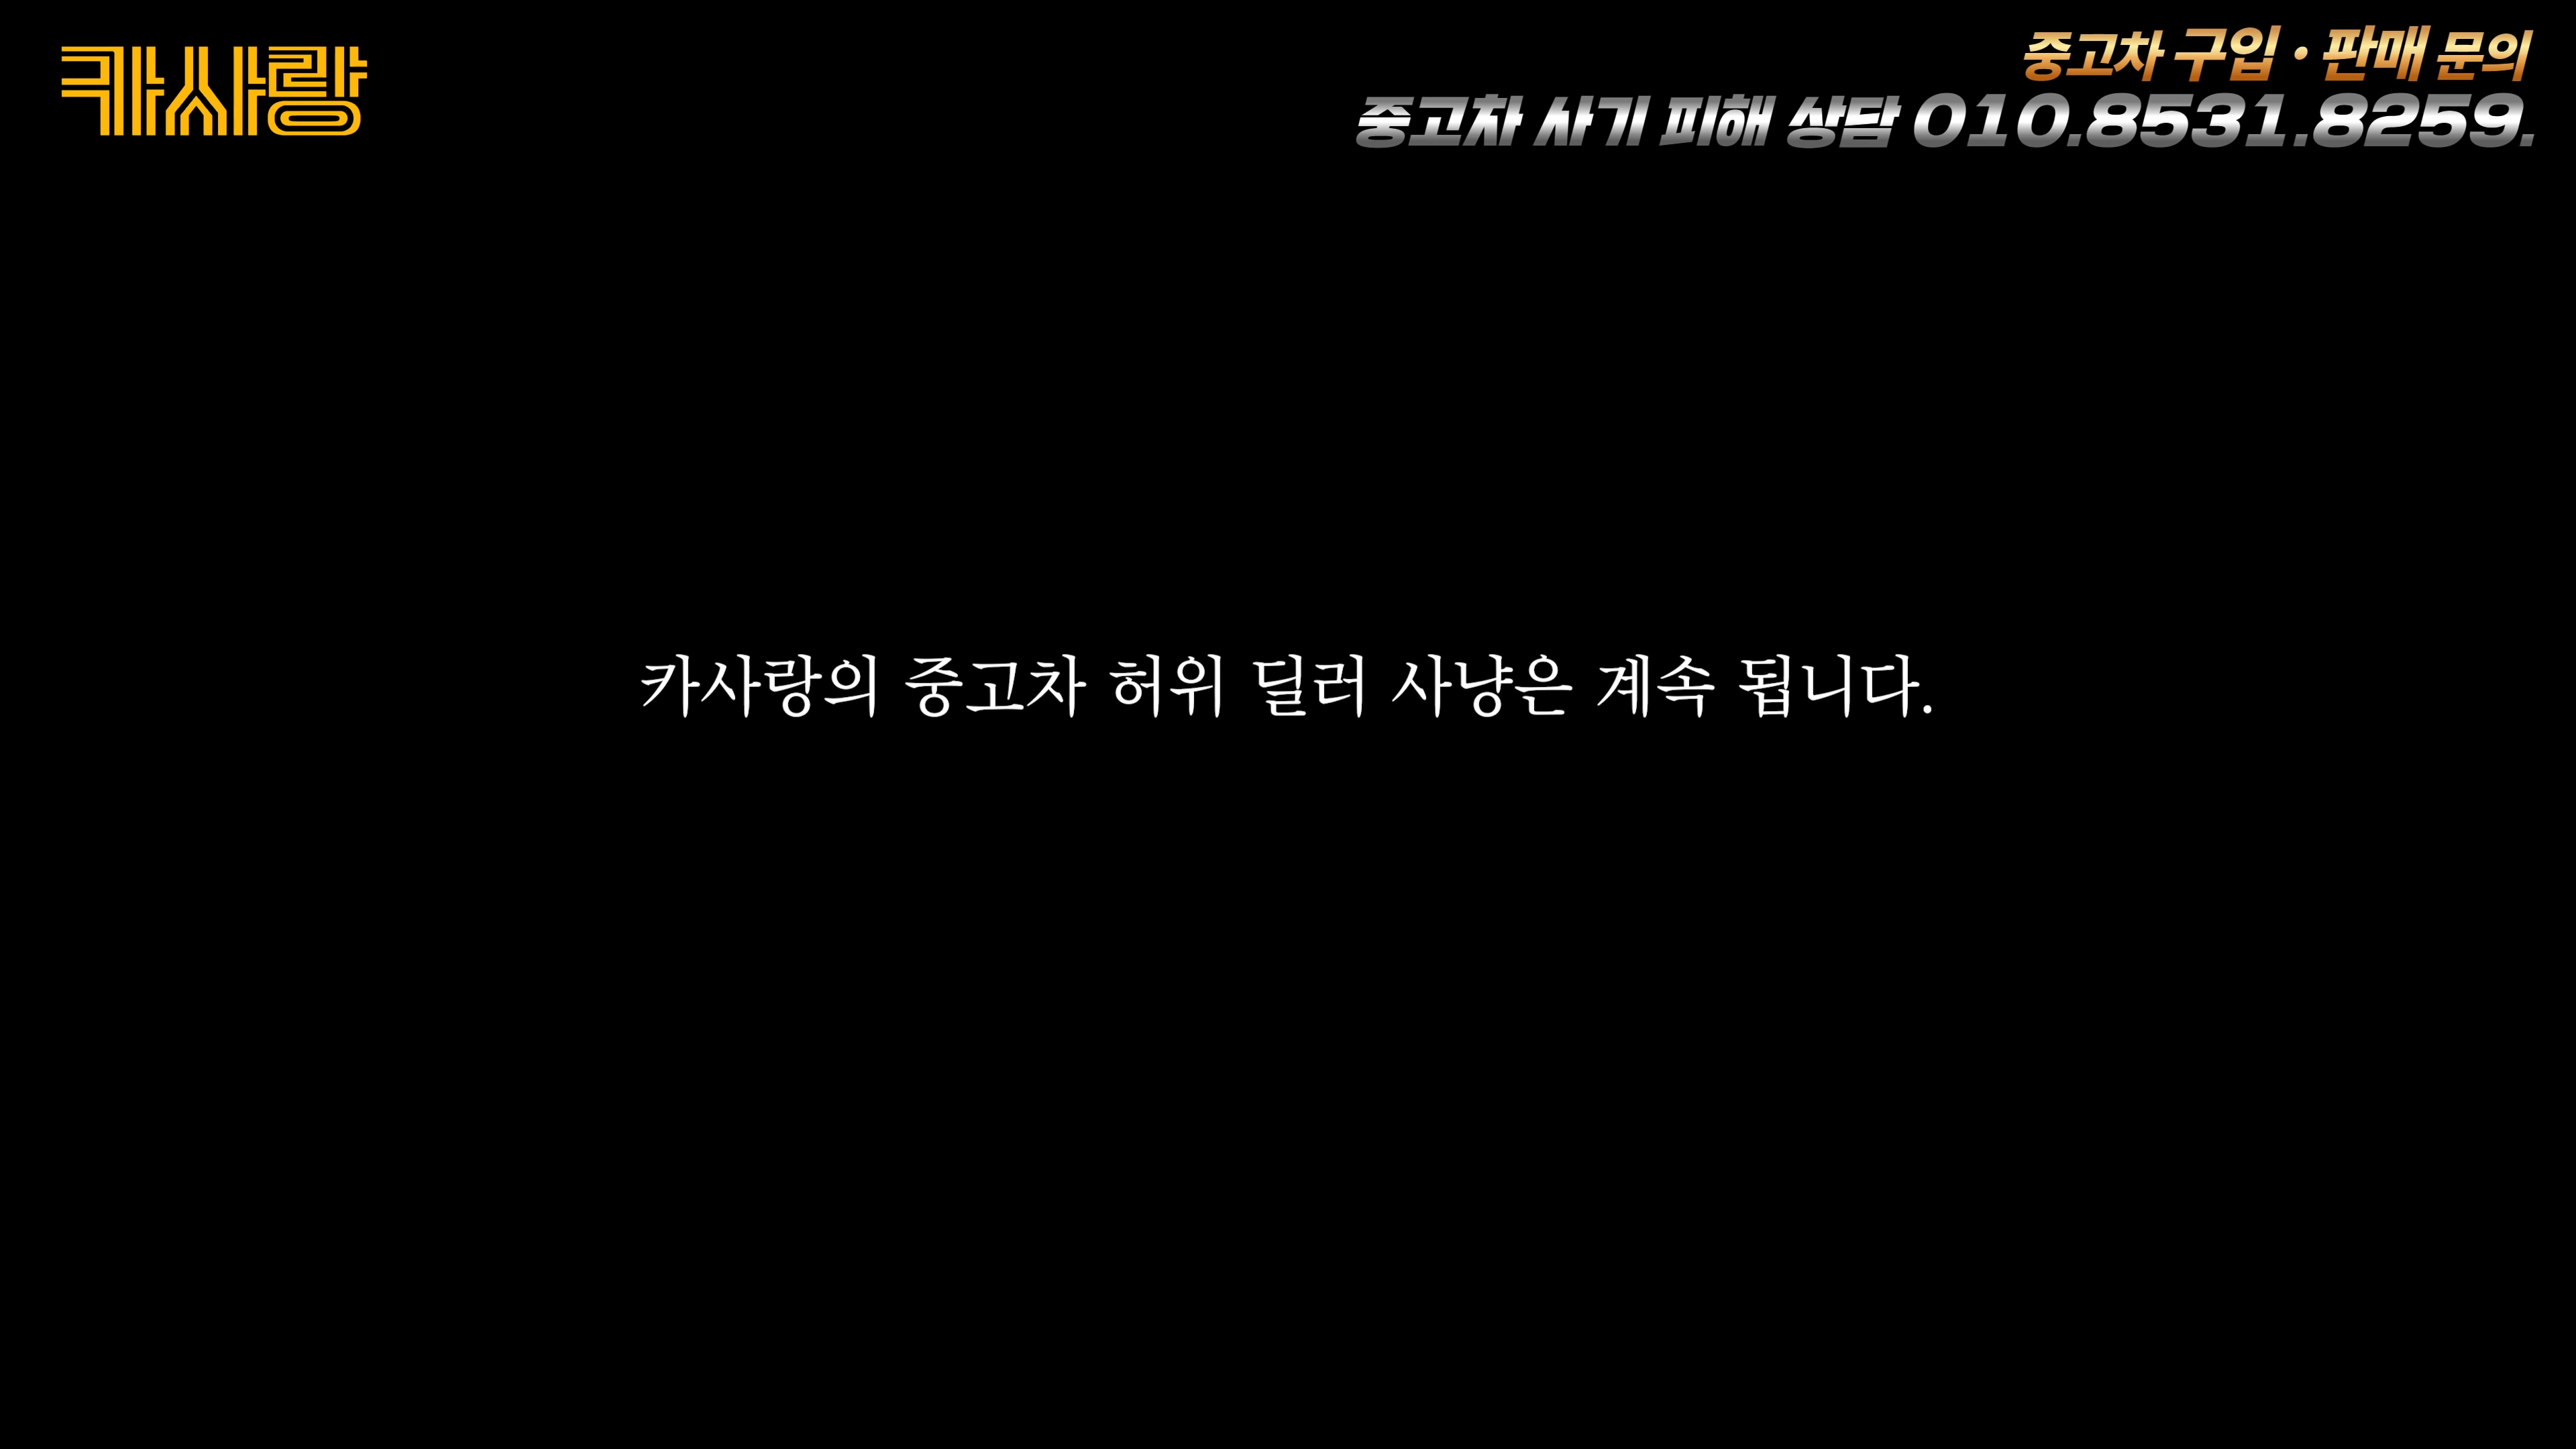 카사랑
중고차 구입 · 판매 문의
중고차 사기 피해 상담 010.8531.8259.
카사랑의 중고차 허위 딜러 사냥은 계속 됩니다.